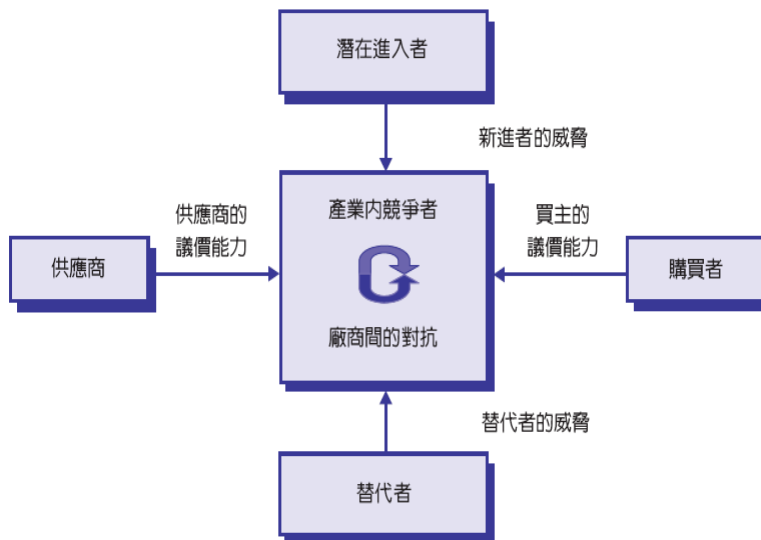 潛在進入者
新進者的威脅
產業內競爭者
供應商的
議價能力
買主的
議價能力
供應商
購買者
廠商間的對抗
替代者的威脅
替代者